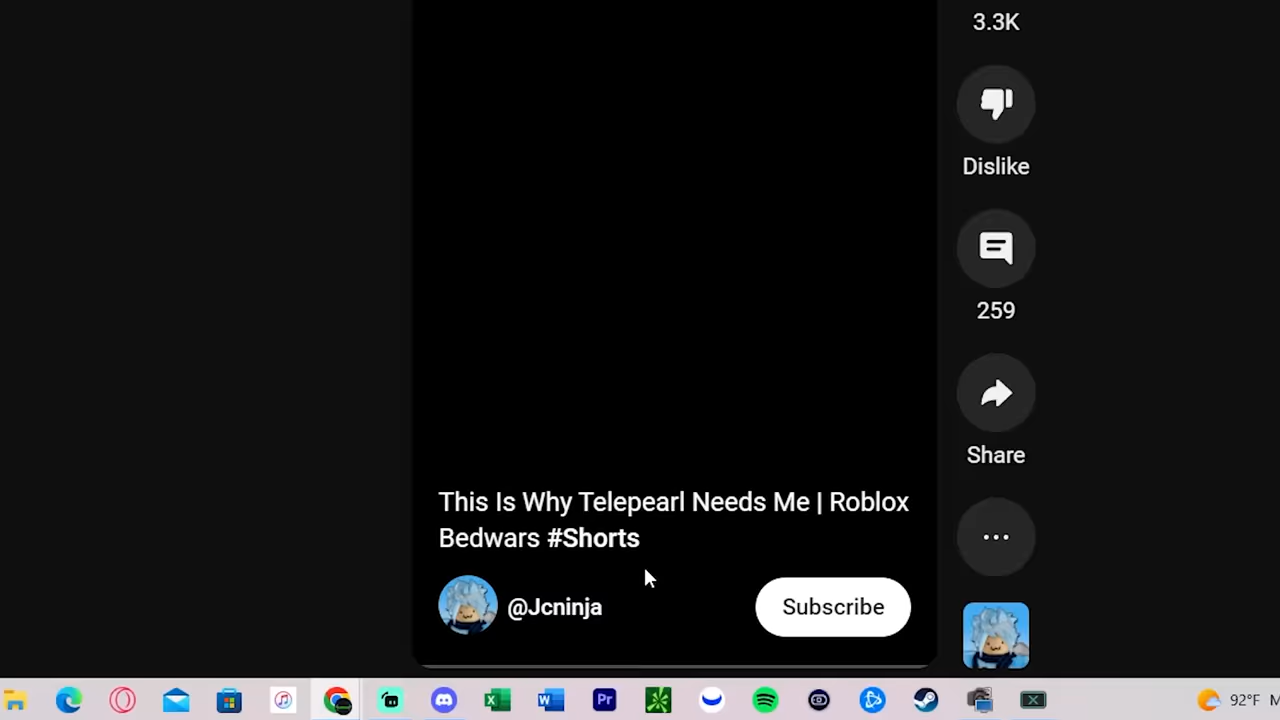 3.3K
Dislike
259
Share
This Is Why Telepearl Needs Me | Roblox
Bedwars #Shorts
@Jcninja
Subscribe
92°F M